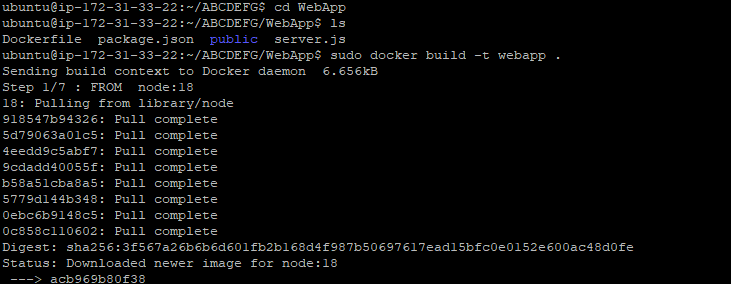 ubuntu@ip-172-31-33-22:~/ABCDEFG$ cd WebApp
ubuntu@ip-172-31-33-22:~/ABCDEFG/WebApp$ ls
Dockerfile  package.json  public  server.js
ubuntu@ip-172-31-33-22:~/ABCDEFG/WebApp$ sudo docker build -t webapp .
Sending build context to Docker daemon  6.656kB
Step 1/7 : FROM  node:18
18: Pulling from library/node
918547b94326: Pull complete
5d79063a01c5: Pull complete
4eedd9c5abf7: Pull complete
9cdadd40055f: Pull complete
b58a51cba8a5: Pull complete
5779d144b348: Pull complete
0ebc6b9148c5: Pull complete
0c858c110602: Pull complete
Digest: sha256:3f567a26b6b6d601fb2b168d4f987b50697617ead15bfc0e0152e600ac48d0fe
Status: Downloaded newer image for node:18
 ---> acb969b80f38